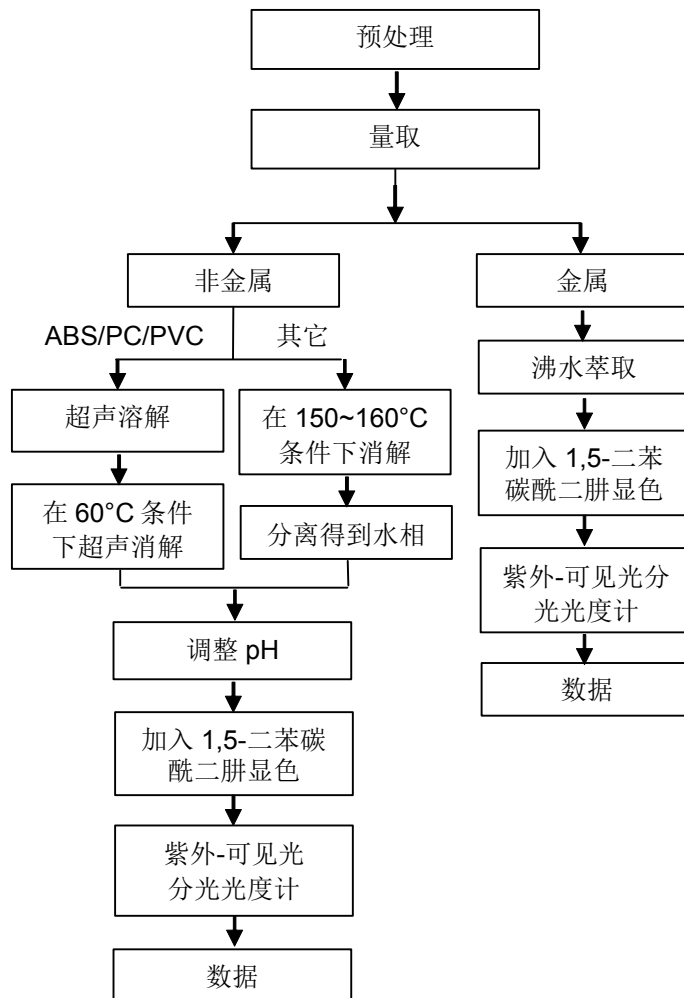 预处理
量取
非金属
金属
ABS/PC/PVC
其它
超声溶解
在 60°C 条件
下超声消解
在 150~160°C
条件下消解
分离得到水相
调整 pH
加入 1,5-二苯碳
酰二肼显色
紫外-可见光
分光光度计
数据
沸水萃取
加入 1,5-二苯
碳酰二肼显色
紫外-可见光分
光光度计
数据